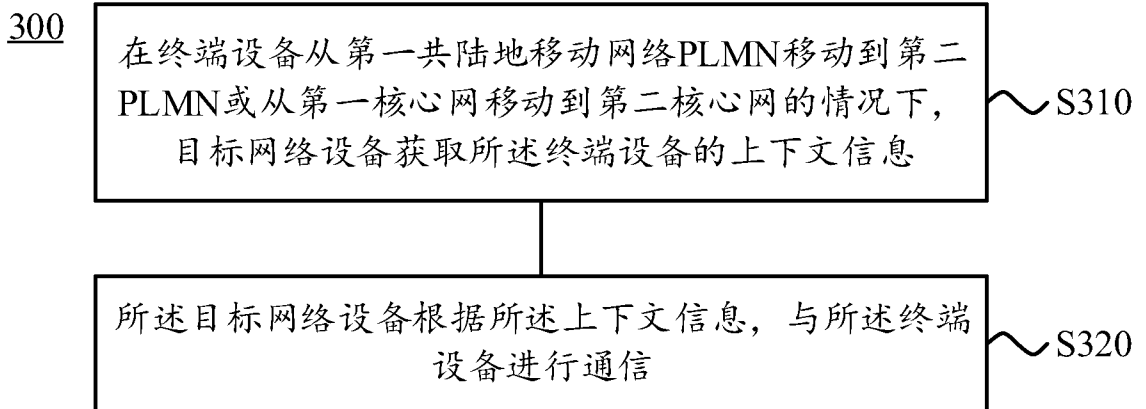 300
在终端设备从第一共陆地移动网络PLMN移动到第二
PLMN或从第一核心网移动到第二核心网的情况下，
目标网络设备获取所述终端设备的上下文信息
S310
所述目标网络设备根据所述上下文信息，与所述终端
设备进行通信
S320